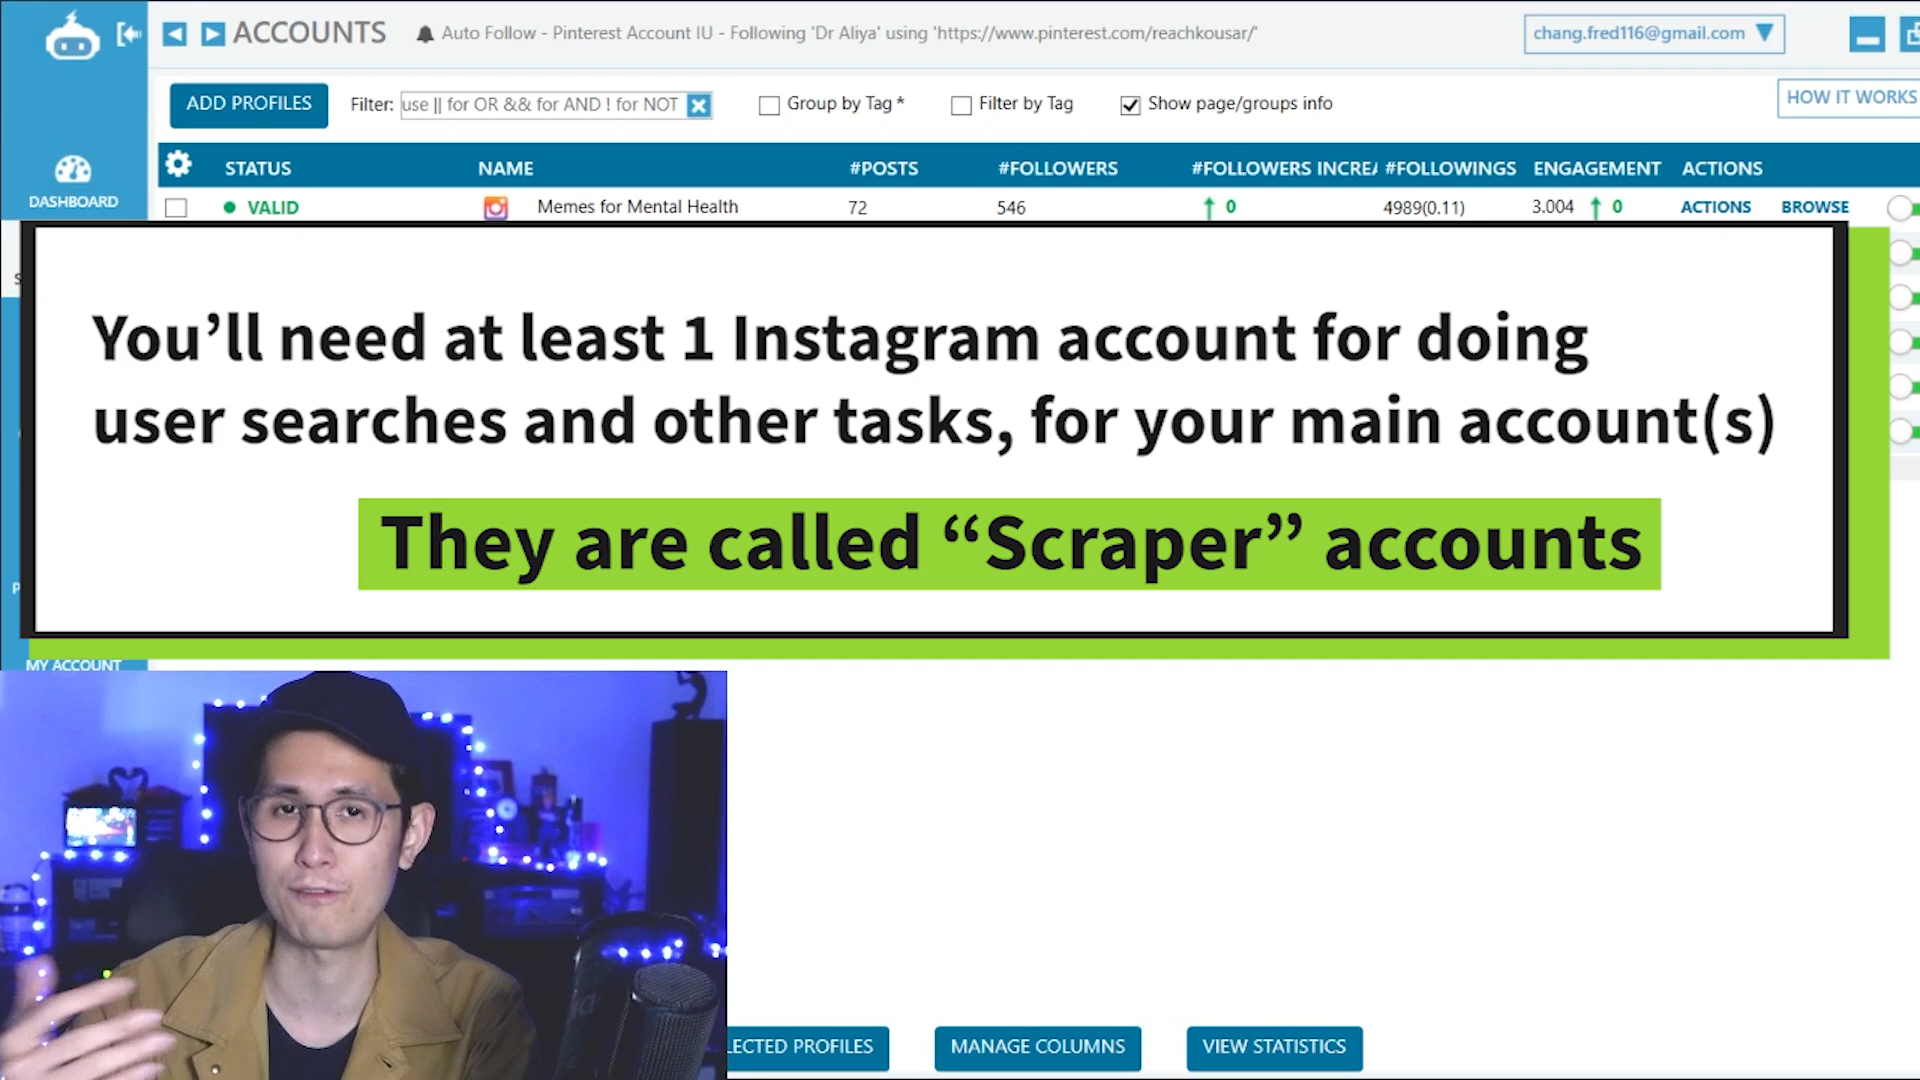 ACCOUNTS
Auto Follow - Pinterest Account IU - Following 'Dr Aliya' using 'https://www.pinterest.com/reachkousar/'
chang.fred116@gmail.com
ADD PROFILES
Filter: use || for OR && for AND ! for NOT
Group by Tag *
Filter by Tag
Show page/groups info
HOW IT WORKS
DASHBOARD
STATUS NAME #POSTS #FOLLOWERS #FOLLOWERS INCREA #FOLLOWINGS ENGAGEMENT ACTIONS
VALID Memes for Mental Health 72 546 0 4989(0.11) 3.004 0 ACTIONS BROWSE
You’ll need at least 1 Instagram account for doing
user searches and other tasks, for your main account(s)
They are called “Scraper” accounts
MY ACCOUNT
LECTED PROFILES
MANAGE COLUMNS
VIEW STATISTICS